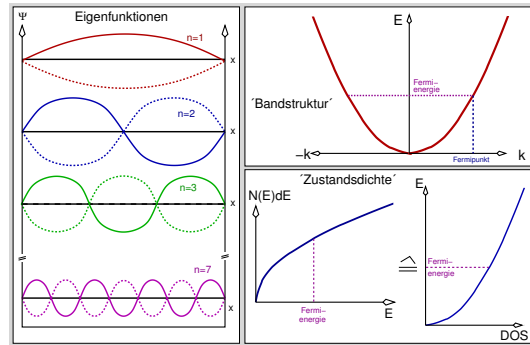 Ψ Eigenfunktionen
n=1
x
n=2
x
n=3
x
n=7
x
E
Fermi-
energie
´Bandstruktur´
−k
Fermipunkt
k
´Zustandsdichte´
N(E)dE
Fermi-
energie
E
E
Fermi-
energie
DOS